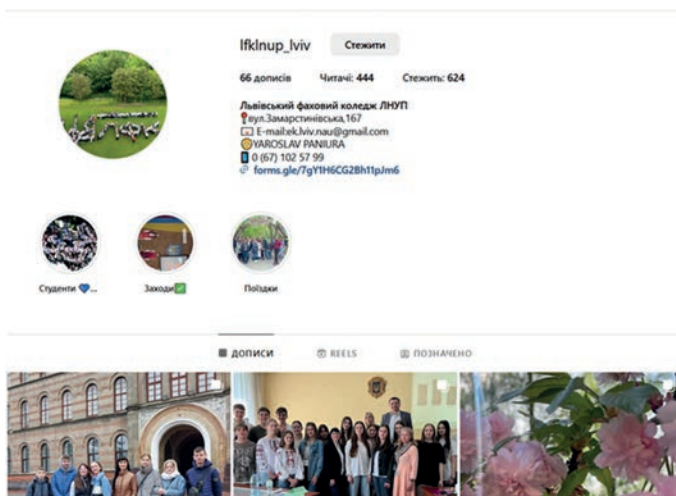 lfklnup_lviv Стежити
66 дописів Читачі: 444 Стежить: 624
Львівський фаховий коледж ЛНУП
вул.Замарстинівська,167
E-mail:ek.lviv.nau@gmail.com
YAROSLAV PANIURA
0 (67) 102 57 99
forms.gle/7gY1H6CG2Bh11pJm6
Студенти 💙... Заходи✅ Поїздки
ДОПИСИ REELS ПОЗНАЧЕНО